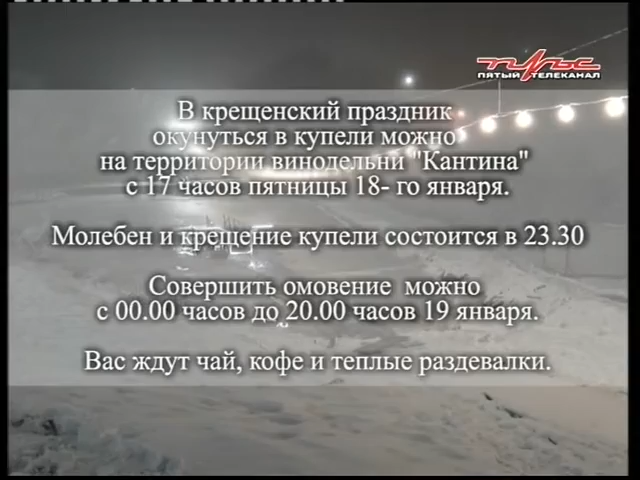 ПУЛЬС
ПЯТЫЙ ТЕЛЕКАНАЛ
В крещенский праздник
окунуться в купели можно
на территории винодельни "Кантина"
с 17 часов пятницы 18- го января.
Молебен и крещение купели состоится в 23.30
Совершить омовение можно
с 00.00 часов до 20.00 часов 19 января.
Вас ждут чай, кофе и теплые раздевалки.